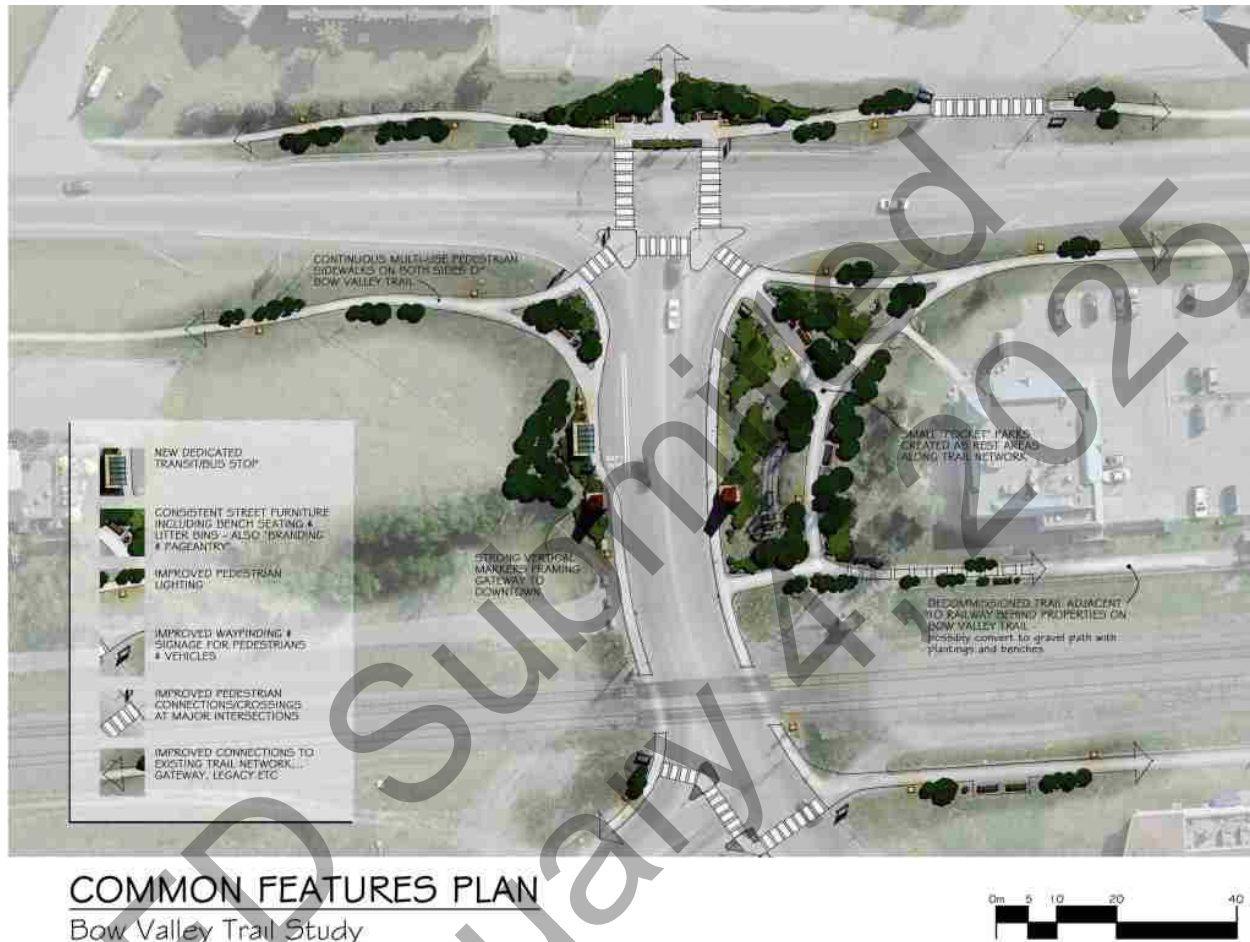 CONTINUOUS MULTI-USE PEDESTRIAN
SIDEWALKS ON BOTH SIDES OF
BOW VALLEY TRAIL
SMALL "POCKET" PARKS
CREATED AS REST AREAS
ALONG TRAIL NETWORK
STRONG VERTICAL
MARKERS FRAMING
GATEWAY TO
DOWNTOWN
DECOMMISSIONED TRAIL ADJACENT
TO RAILWAY BEHIND PROPERTIES ON
BOW VALLEY TRAIL
possibly convert to gravel path with
plantings and benches
NEW DEDICATED
TRANSIT/BUS STOP
CONSISTENT STREET FURNITURE
INCLUDING BENCH SEATING &
LITTER BINS - ALSO "BRANDING
& PAGEANTRY"
IMPROVED PEDESTRIAN
LIGHTING
IMPROVED WAYFINDING &
SIGNAGE FOR PEDESTRIANS
& VEHICLES
IMPROVED PEDESTRIAN
CONNECTIONS/CROSSINGS
AT MAJOR INTERSECTIONS
IMPROVED CONNECTIONS TO
EXISTING TRAIL NETWORK...
GATEWAY, LEGACY ETC
COMMON FEATURES PLAN
Bow Valley Trail Study
0m 5 10 20 40
Submitted
4, 2025